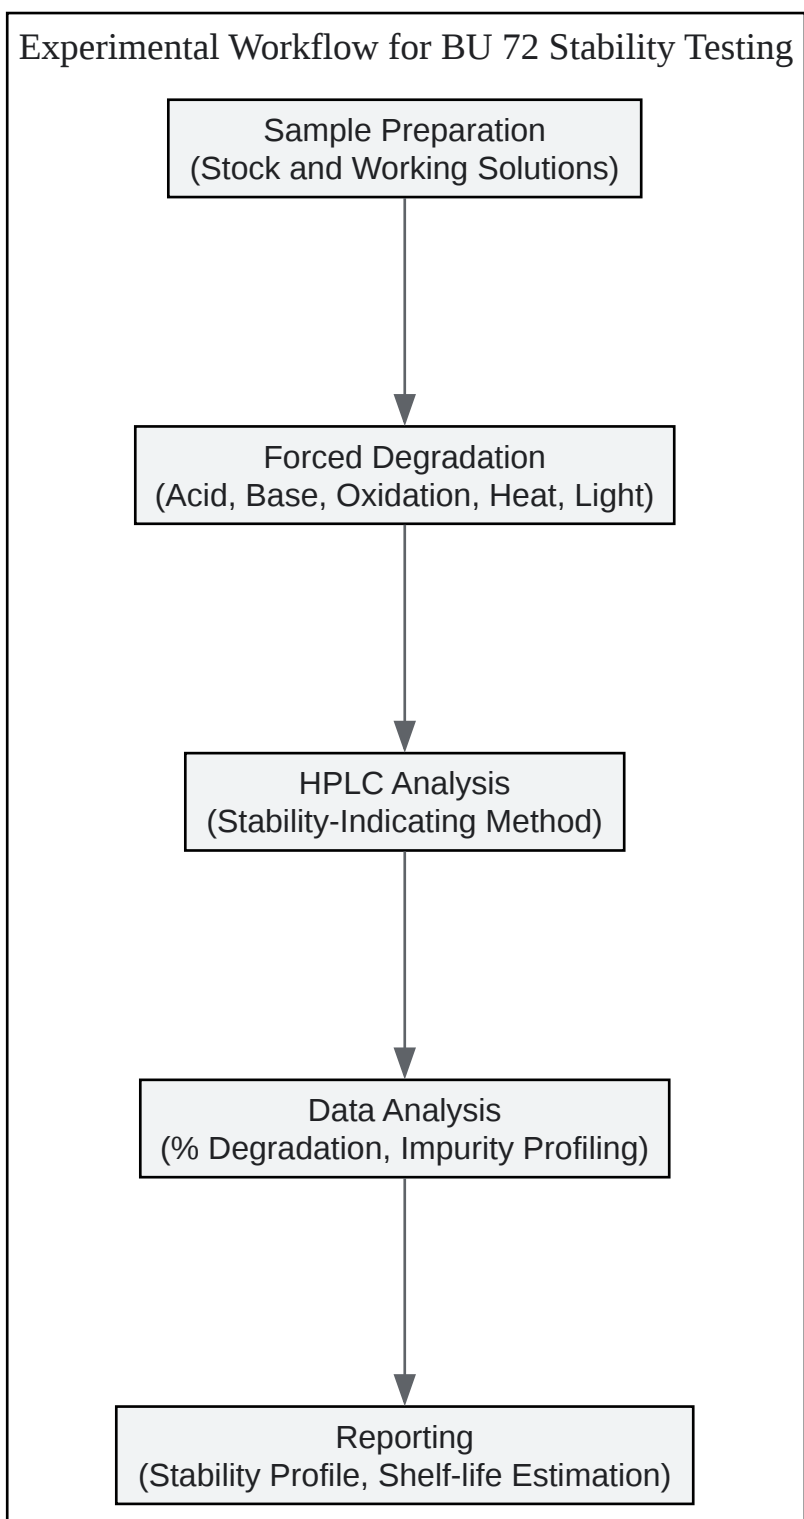 Experimental Workflow for BU 72 Stability Testing
Sample Preparation
(Stock and Working Solutions)
Forced Degradation
(Acid, Base, Oxidation, Heat, Light)
HPLC Analysis
(Stability-Indicating Method)
Data Analysis
(% Degradation, Impurity Profiling)
Reporting
(Stability Profile, Shelf-life Estimation)